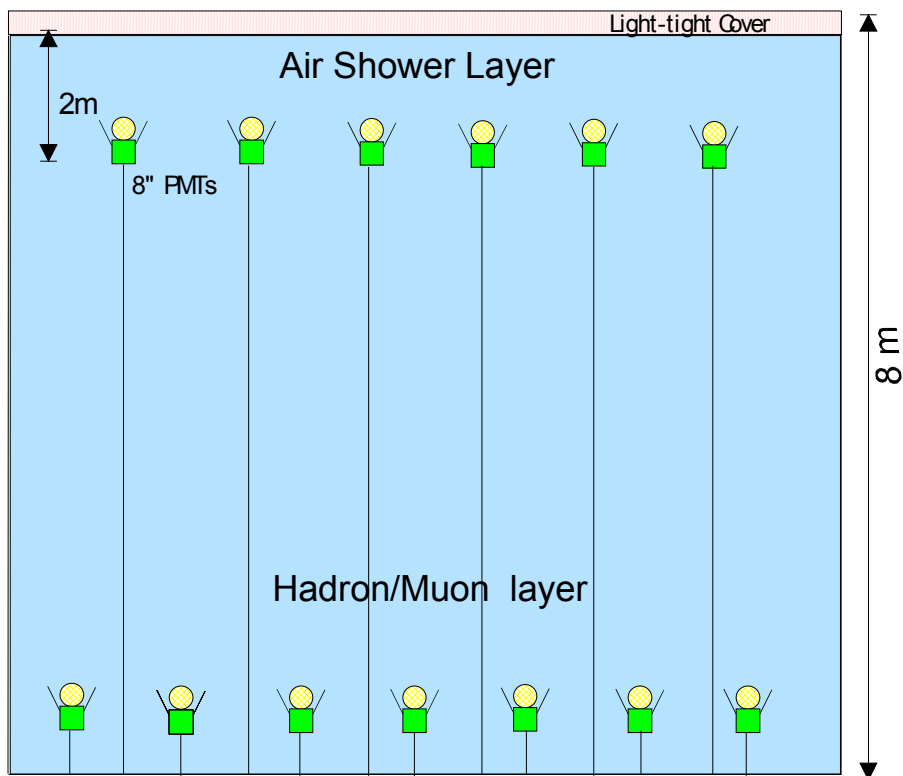 Light-tight Cover
Air Shower Layer
2m
8" PMTs
8 m
Hadron/Muon layer